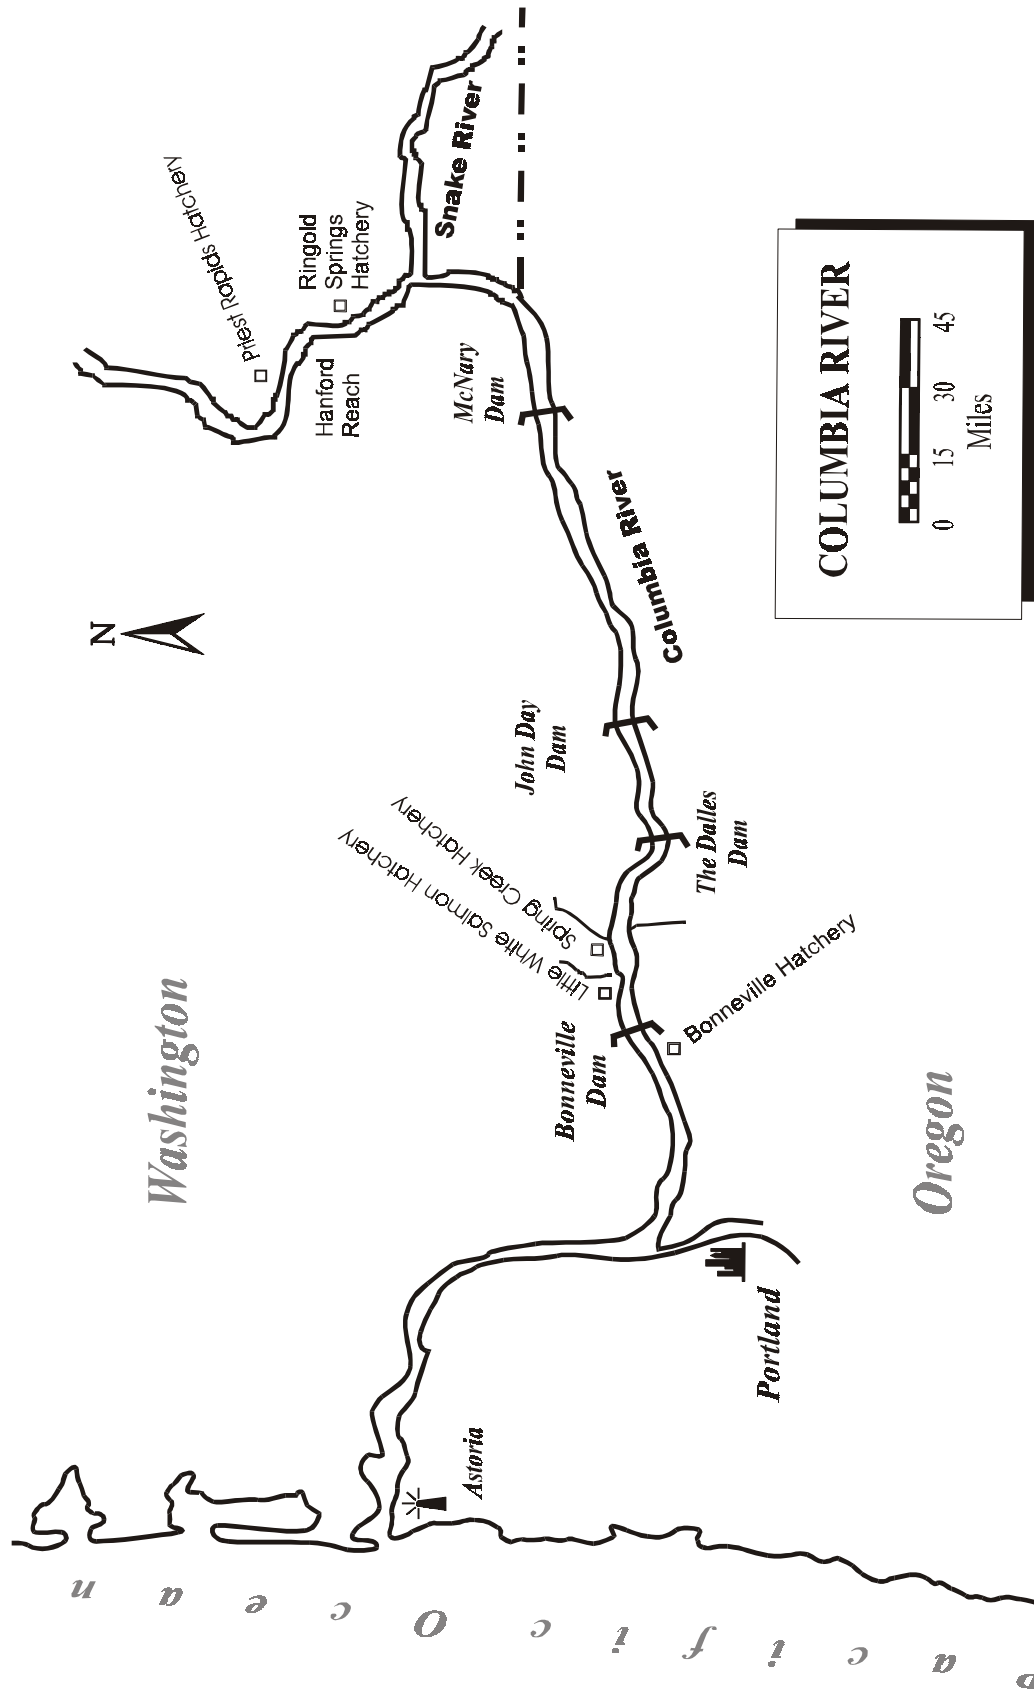 Washington
N
Priest Rapids Hatchery
Ringold
Springs
Hatchery
Hanford
Reach
Snake River
McNary
Dam
Columbia River
John Day
Dam
The Dalles
Dam
Spring Creek Hatchery
Little White Salmon Hatchery
Bonneville
Dam
Bonneville Hatchery
Portland
Astoria
Oregon
Pacific Ocean
COLUMBIA RIVER
0 15 30 45
Miles